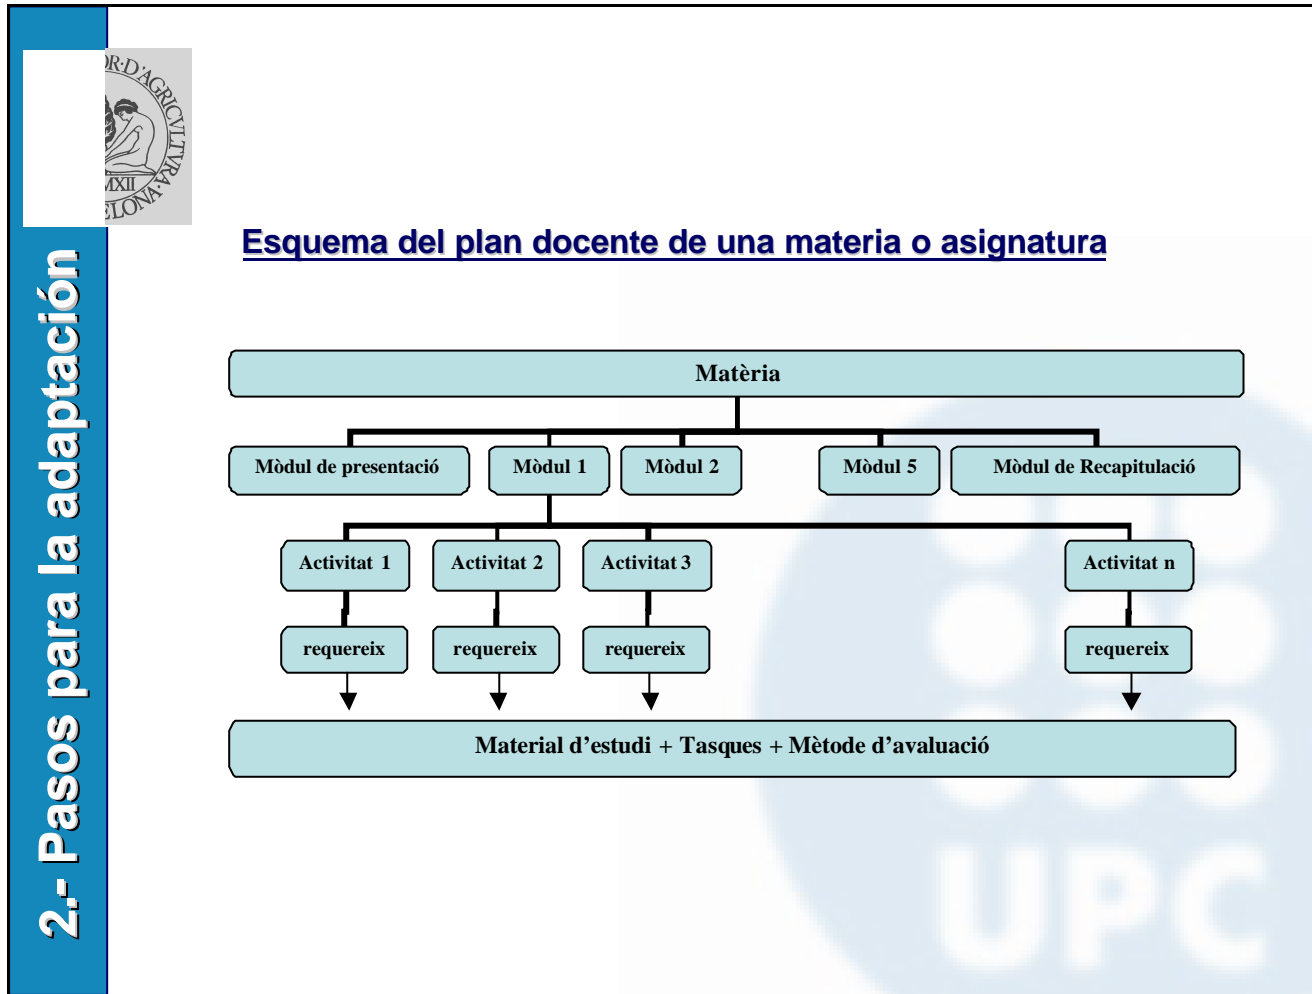 2.- Pasos para la adaptación
Esquema del plan docente de una materia o asignatura
Matèria
Mòdul de presentació
Mòdul 1
Mòdul 2
Mòdul 5
Mòdul de Recapitulació
Activitat 1
Activitat 2
Activitat 3
Activitat n
requereix
requereix
requereix
requereix
Material d’estudi + Tasques + Mètode d’avaluació
UPC